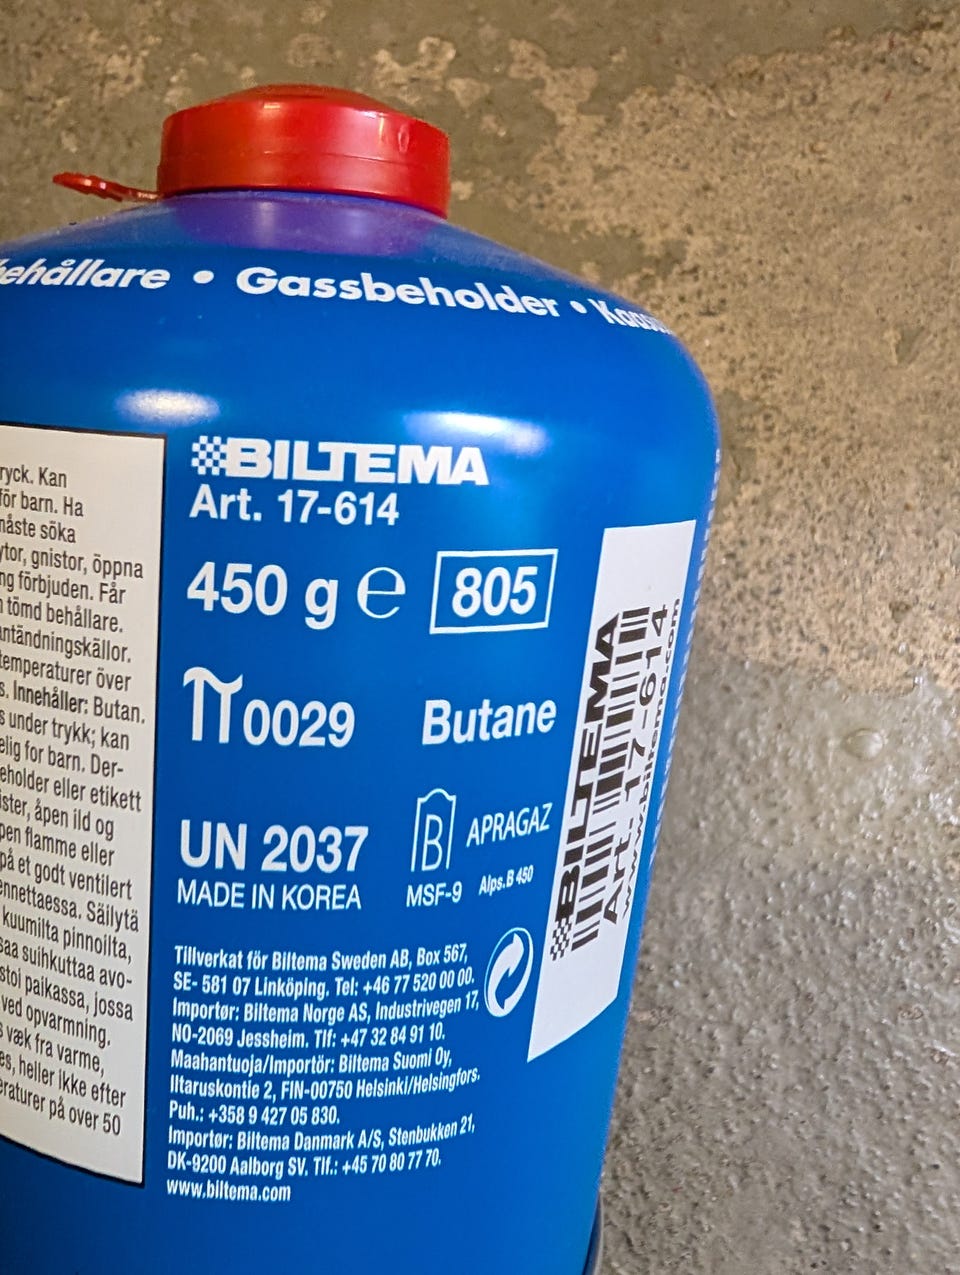 behållare • Gassbeholder • Kaasu
ryck. Kan
för barn. Ha
måste söka
ytor, gnistor, öppna
ng förbjuden. Får
tömd behållare.
antändningskällor.
temperaturer över
s. Innehåller: Butan.
s under trykk; kan
elig for barn. Der-
eholder eller etikett
ister, åpen ild og
pen flamme eller
på et godt ventilert
ennettaessa. Säilytä
kuumilta pinnoilta,
saa suihkuttaa avo-
stoi paikassa, jossa
ved opvarmning.
s væk fra varme,
es, heller ikke efter
eraturer på over 50
BILTEMA
Art. 17-614
450 g e 805
π0029 Butane
UN 2037
MADE IN KOREA
B APRAGAZ
MSF-9 Alps.B 450
Tillverkat för Biltema Sweden AB, Box 567,
SE- 581 07 Linköping. Tel: +46 77 520 00 00.
Importør: Biltema Norge AS, Industrivegen 17,
NO-2069 Jessheim. Tlf: +47 32 84 91 10.
Maahantuoja/Importör: Biltema Suomi Oy,
Iltaruskontie 2, FIN-00750 Helsinki/Helsingfors.
Puh.: +358 9 427 05 830.
Importør: Biltema Danmark A/S, Stenbukken 21,
DK-9200 Aalborg SV. Tlf.: +45 70 80 77 70.
www.biltema.com
BILTEMA
Art. 17-614
www.biltema.com